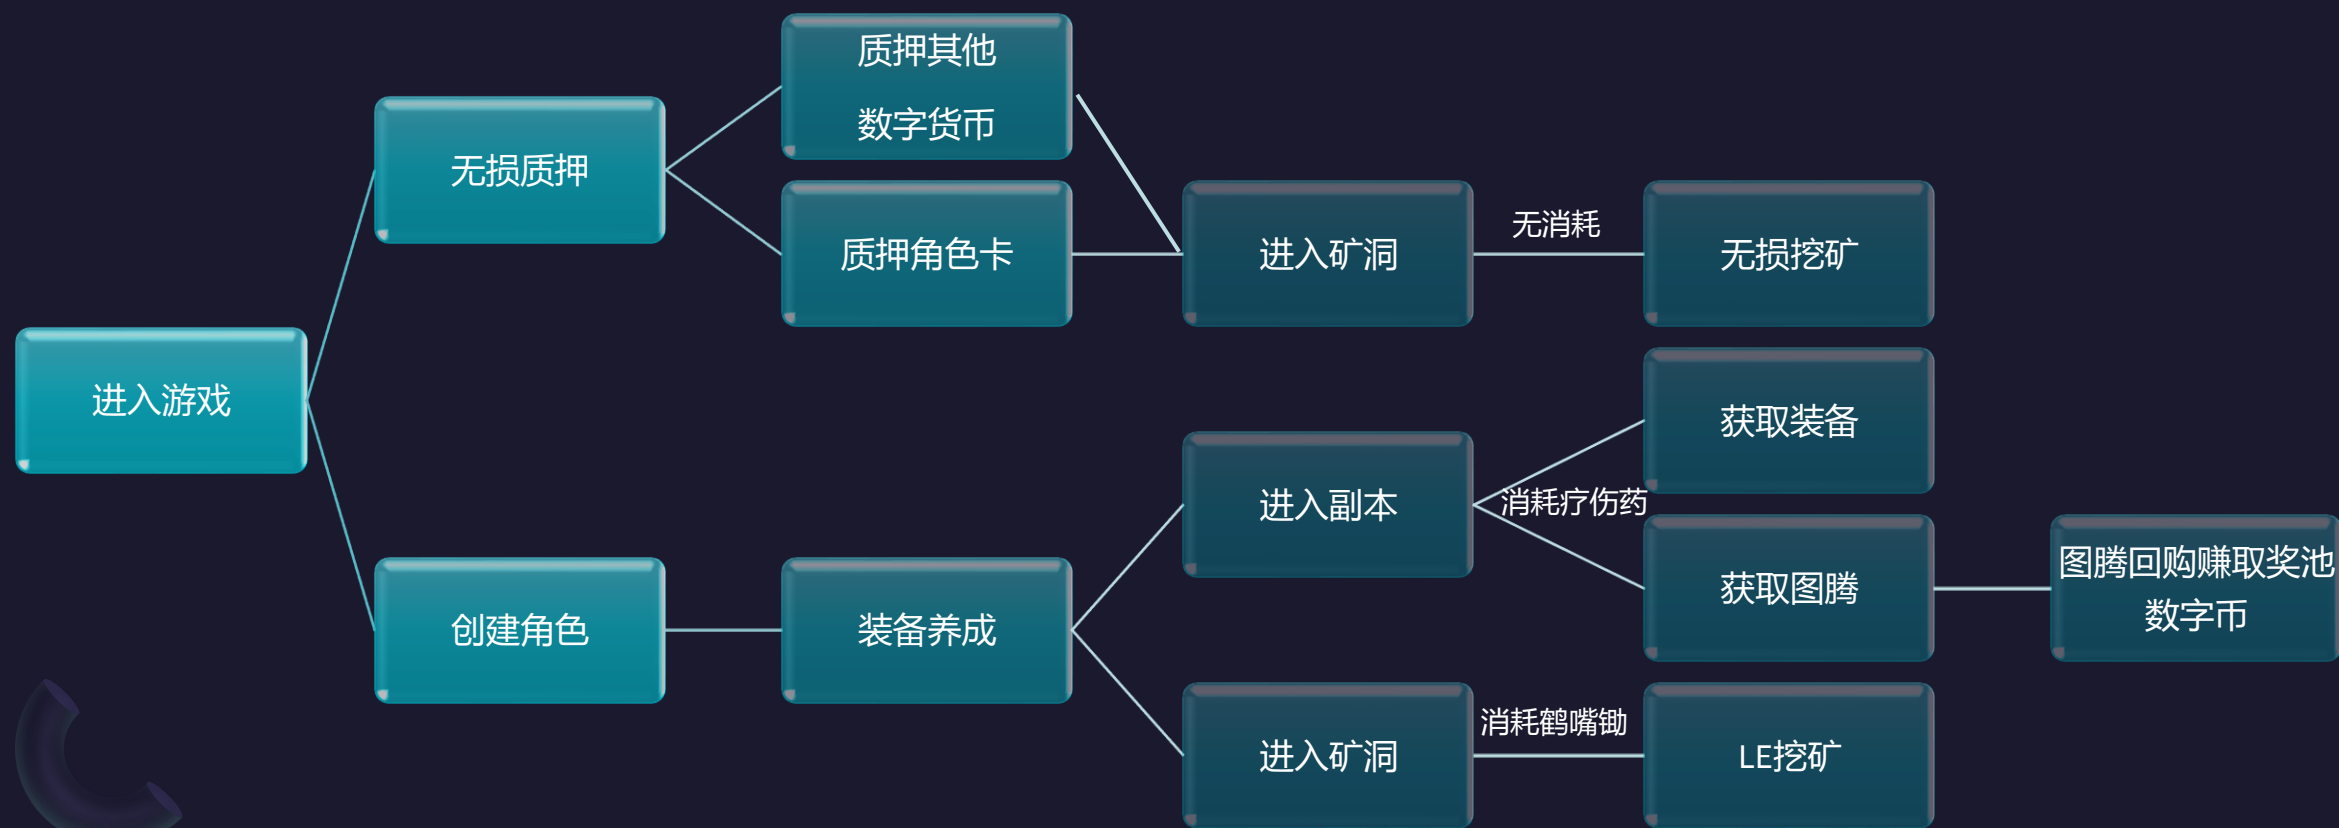 质押其他
数字货币
无损质押
质押角色卡
进入矿洞
无消耗
无损挖矿
进入游戏
获取装备
进入副本
消耗疗伤药
获取图腾
图腾回购赚取奖池
数字币
创建角色
装备养成
进入矿洞
消耗鹤嘴锄
LE挖矿